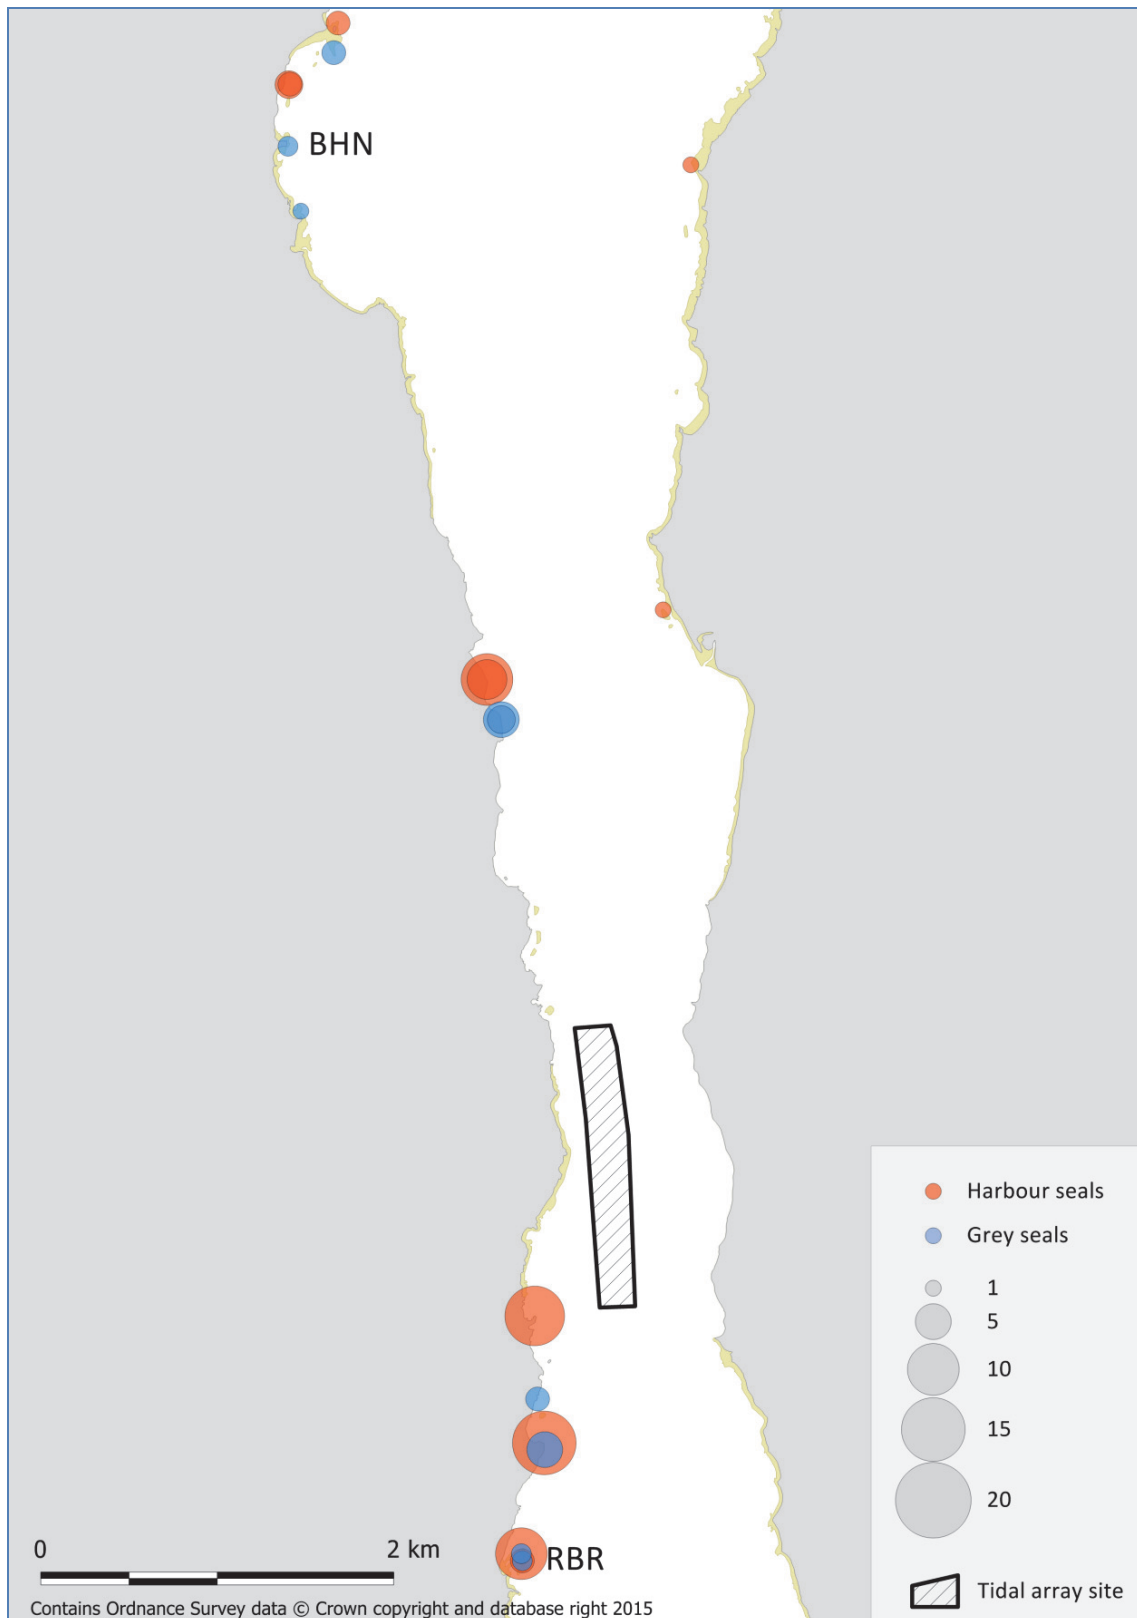 BHN
Harbour seals
Grey seals
1
5
10
15
20
Tidal array site
RBR
0 2 km
Contains Ordnance Survey data © Crown copyright and database right 2015